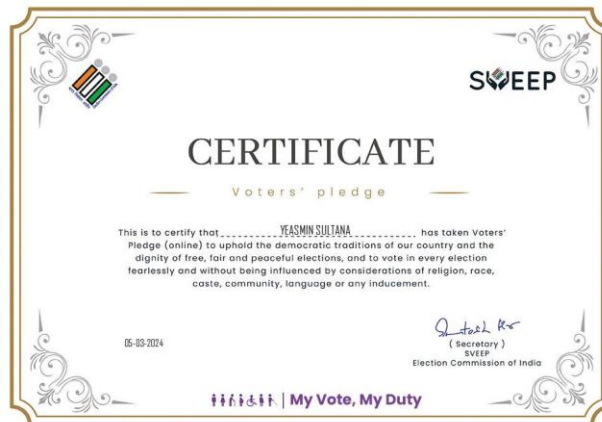 SWEEP
CERTIFICATE
Voters' pledge
This is to certify that YEASMIN SULTANA has taken Voters'
Pledge (online) to uphold the democratic traditions of our country and the
dignity of free, fair and peaceful elections, and to vote in every election
fearlessly and without being influenced by considerations of religion, race,
caste, community, language or any inducement.
05-03-2024
( Secretary )
SVEEP
Election Commission of India
My Vote, My Duty